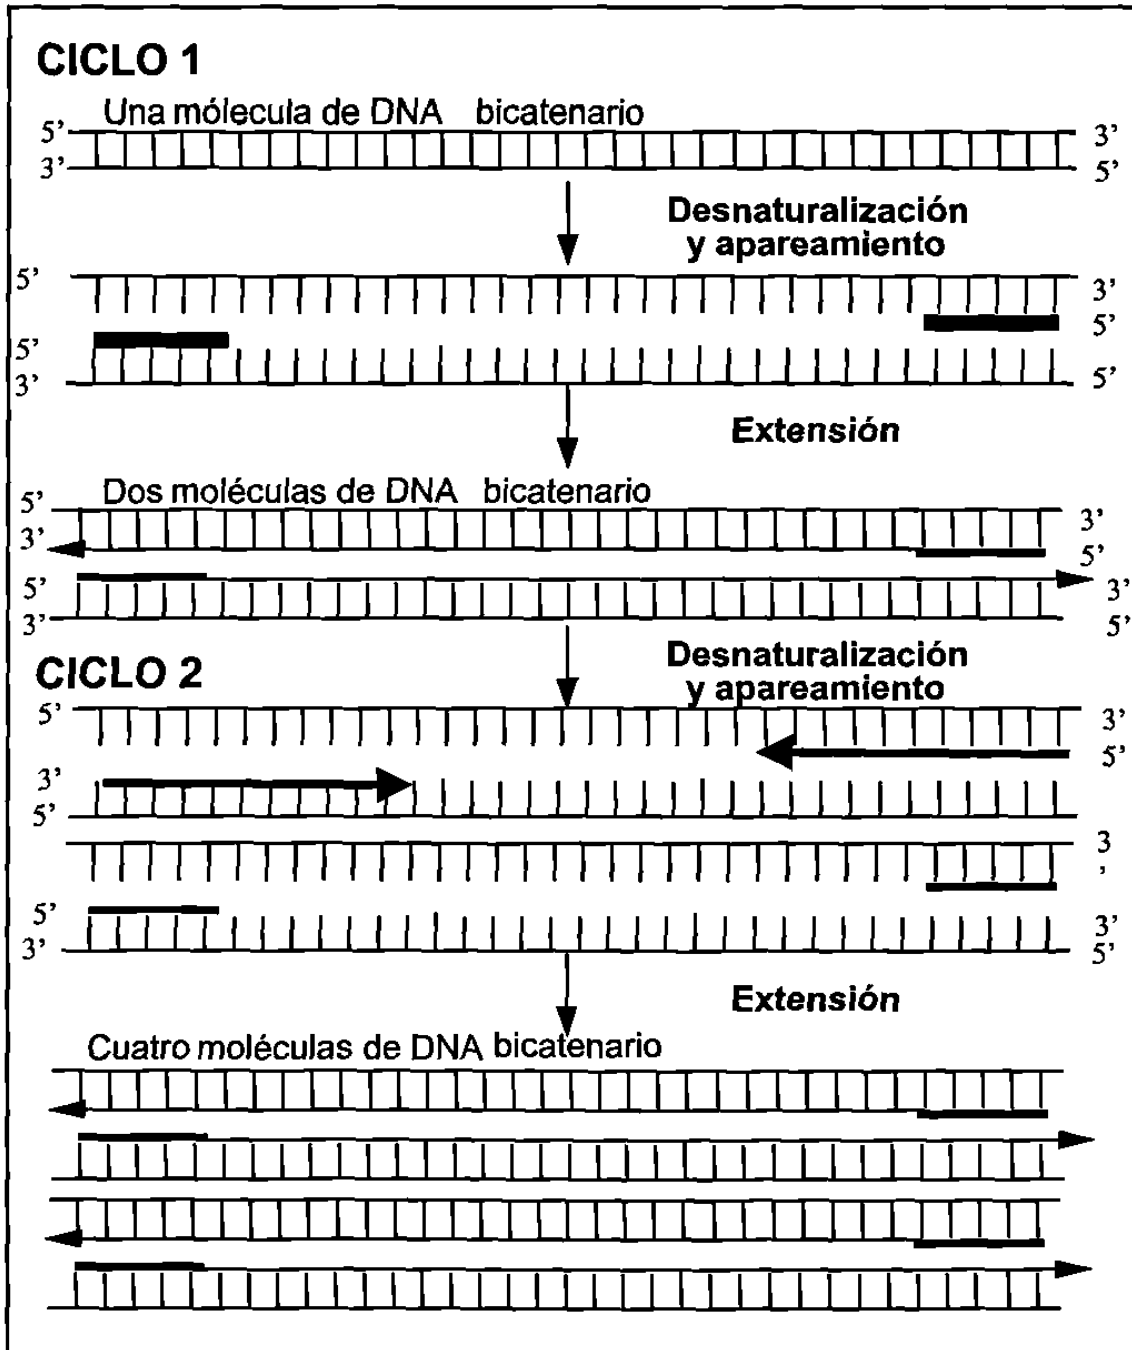 CICLO 1
Una mólecula de DNA bicatenario
5' 3'
3' 5'
Desnaturalización
y apareamiento
5' 3'
5'
5'
3' 5'
Extensión
Dos moléculas de DNA bicatenario
5' 3'
3' 5'
5' 3'
3' 5'
CICLO 2
Desnaturalización
y apareamiento
5' 3'
5'
3'
5'
3
'
5'
3' 3'
5'
Extensión
Cuatro moléculas de DNA bicatenario